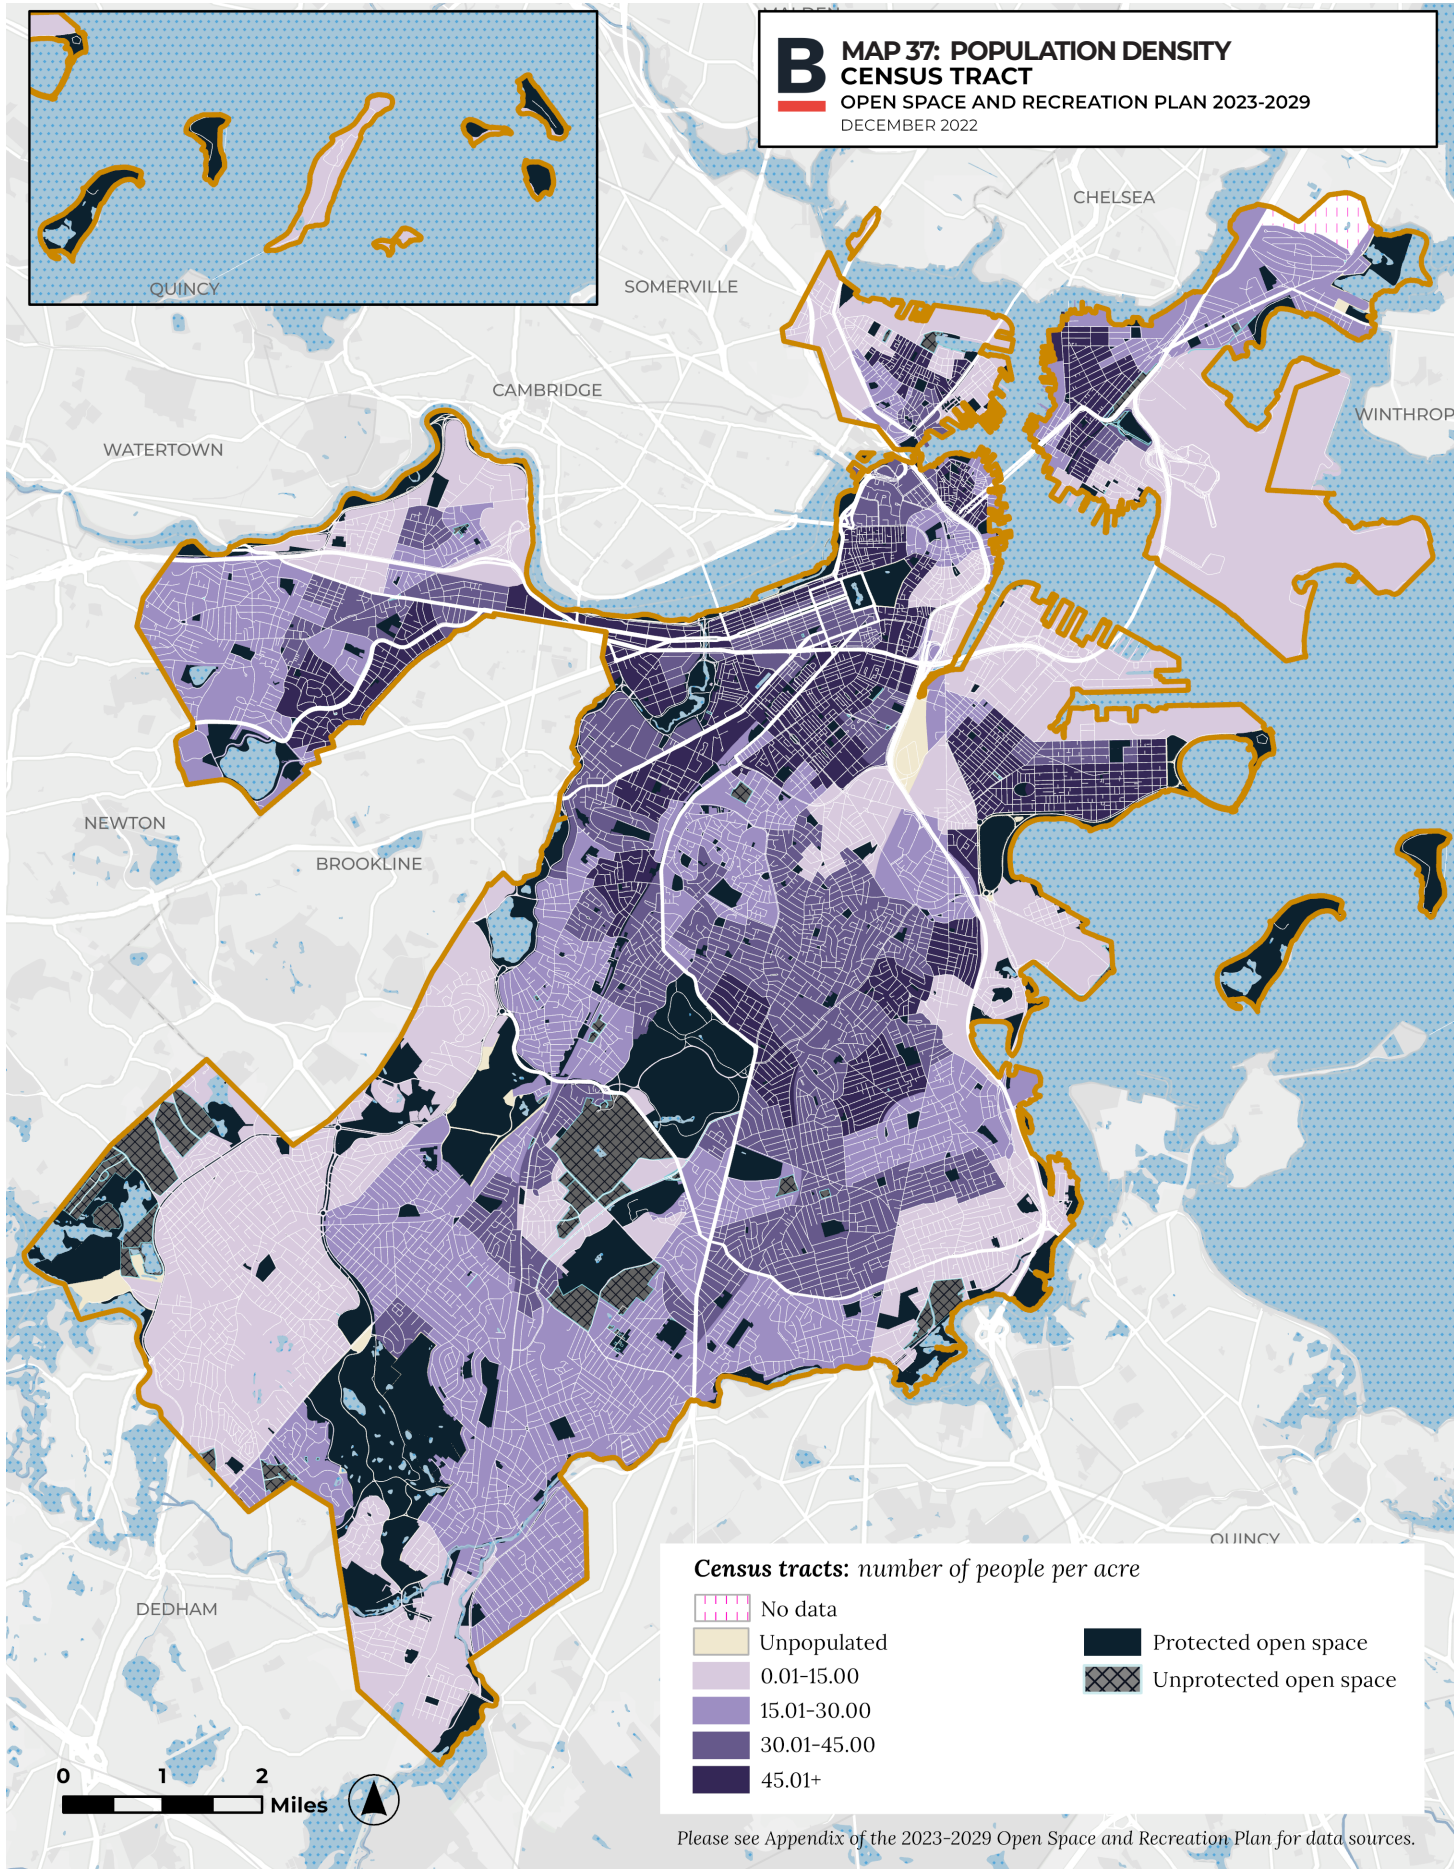 MALDEN
B
MAP 37: POPULATION DENSITY
CENSUS TRACT
OPEN SPACE AND RECREATION PLAN 2023-2029
DECEMBER 2022
CHELSEA
QUINCY
SOMERVILLE
CAMBRIDGE
WINTHROP
WATERTOWN
NEWTON
BROOKLINE
QUINCY
DEDHAM
Census tracts: number of people per acre
No data
Unpopulated
0.01-15.00
15.01-30.00
30.01-45.00
45.01+
Protected open space
Unprotected open space
0 1 2
Miles
Please see Appendix of the 2023-2029 Open Space and Recreation Plan for data sources.